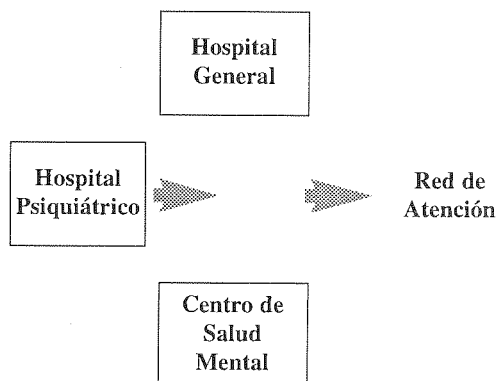 Hospital
General
Hospital
Psiquiátrico
Red de
Atención
Centro de
Salud
Mental